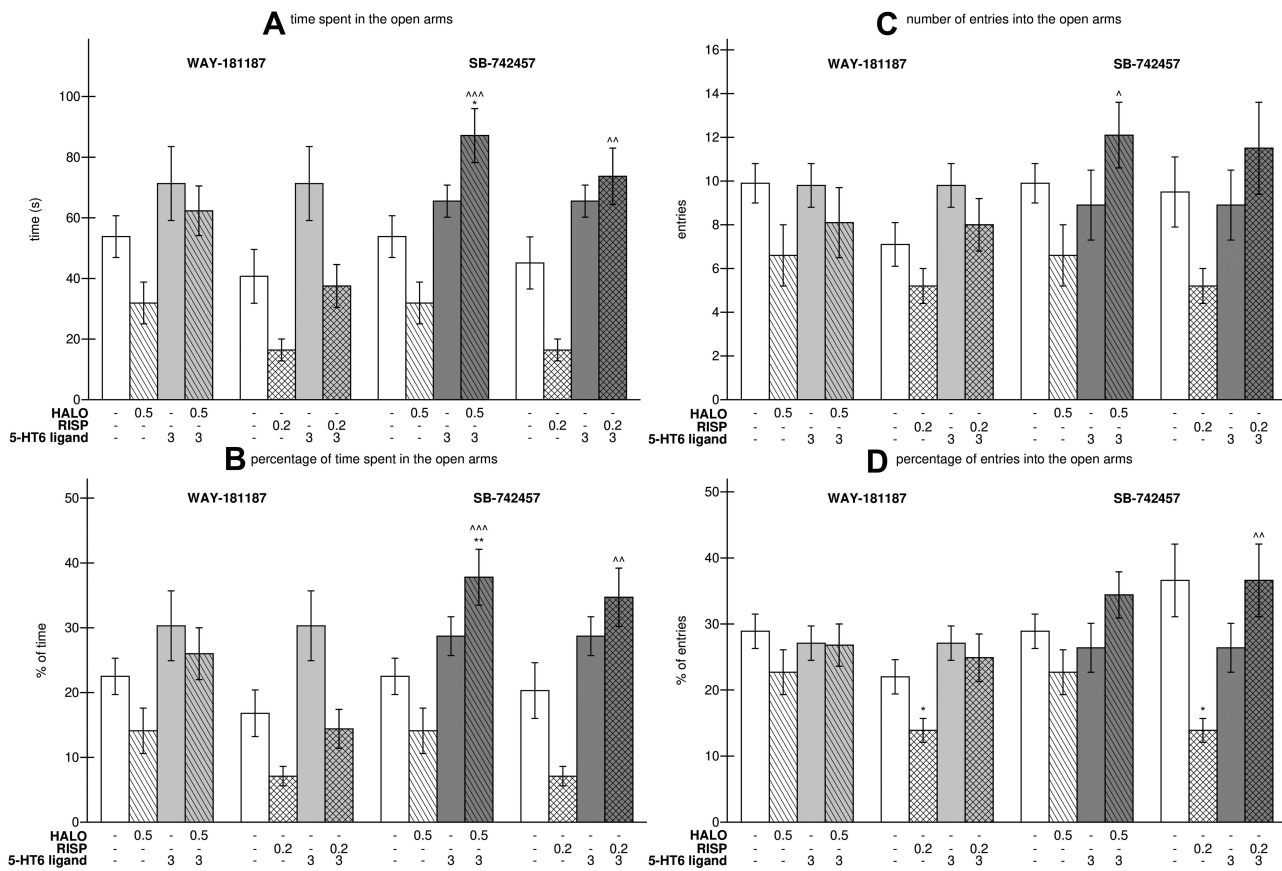 A time spent in the open arms
WAY-181187 SB-742457
time (s)
100
80
60
40
20
0
^^^
*
^^
HALO - 0.5 - 0.5 - - - - - 0.5 - 0.5 - - - -
RISP - - - - - 0.2 - 0.2 - - - - - 0.2 - 0.2
5-HT6 ligand - - 3 3 - - 3 3 - - 3 3 - - 3 3
C number of entries into the open arms
WAY-181187 SB-742457
entries
16
14
12
10
8
6
4
2
0
^
HALO - 0.5 - 0.5 - - - - - 0.5 - 0.5 - - - -
RISP - - - - - 0.2 - 0.2 - - - - - 0.2 - 0.2
5-HT6 ligand - - 3 3 - - 3 3 - - 3 3 - - 3 3
B percentage of time spent in the open arms
WAY-181187 SB-742457
% of time
50
40
30
20
10
0
^^^
**
^^
HALO - 0.5 - 0.5 - - - - - 0.5 - 0.5 - - - -
RISP - - - - - 0.2 - 0.2 - - - - - 0.2 - 0.2
5-HT6 ligand - - 3 3 - - 3 3 - - 3 3 - - 3 3
D percentage of entries into the open arms
WAY-181187 SB-742457
% of entries
50
40
30
20
10
0
*
*
^^
HALO - 0.5 - 0.5 - - - - - 0.5 - 0.5 - - - -
RISP - - - - - 0.2 - 0.2 - - - - - 0.2 - 0.2
5-HT6 ligand - - 3 3 - - 3 3 - - 3 3 - - 3 3